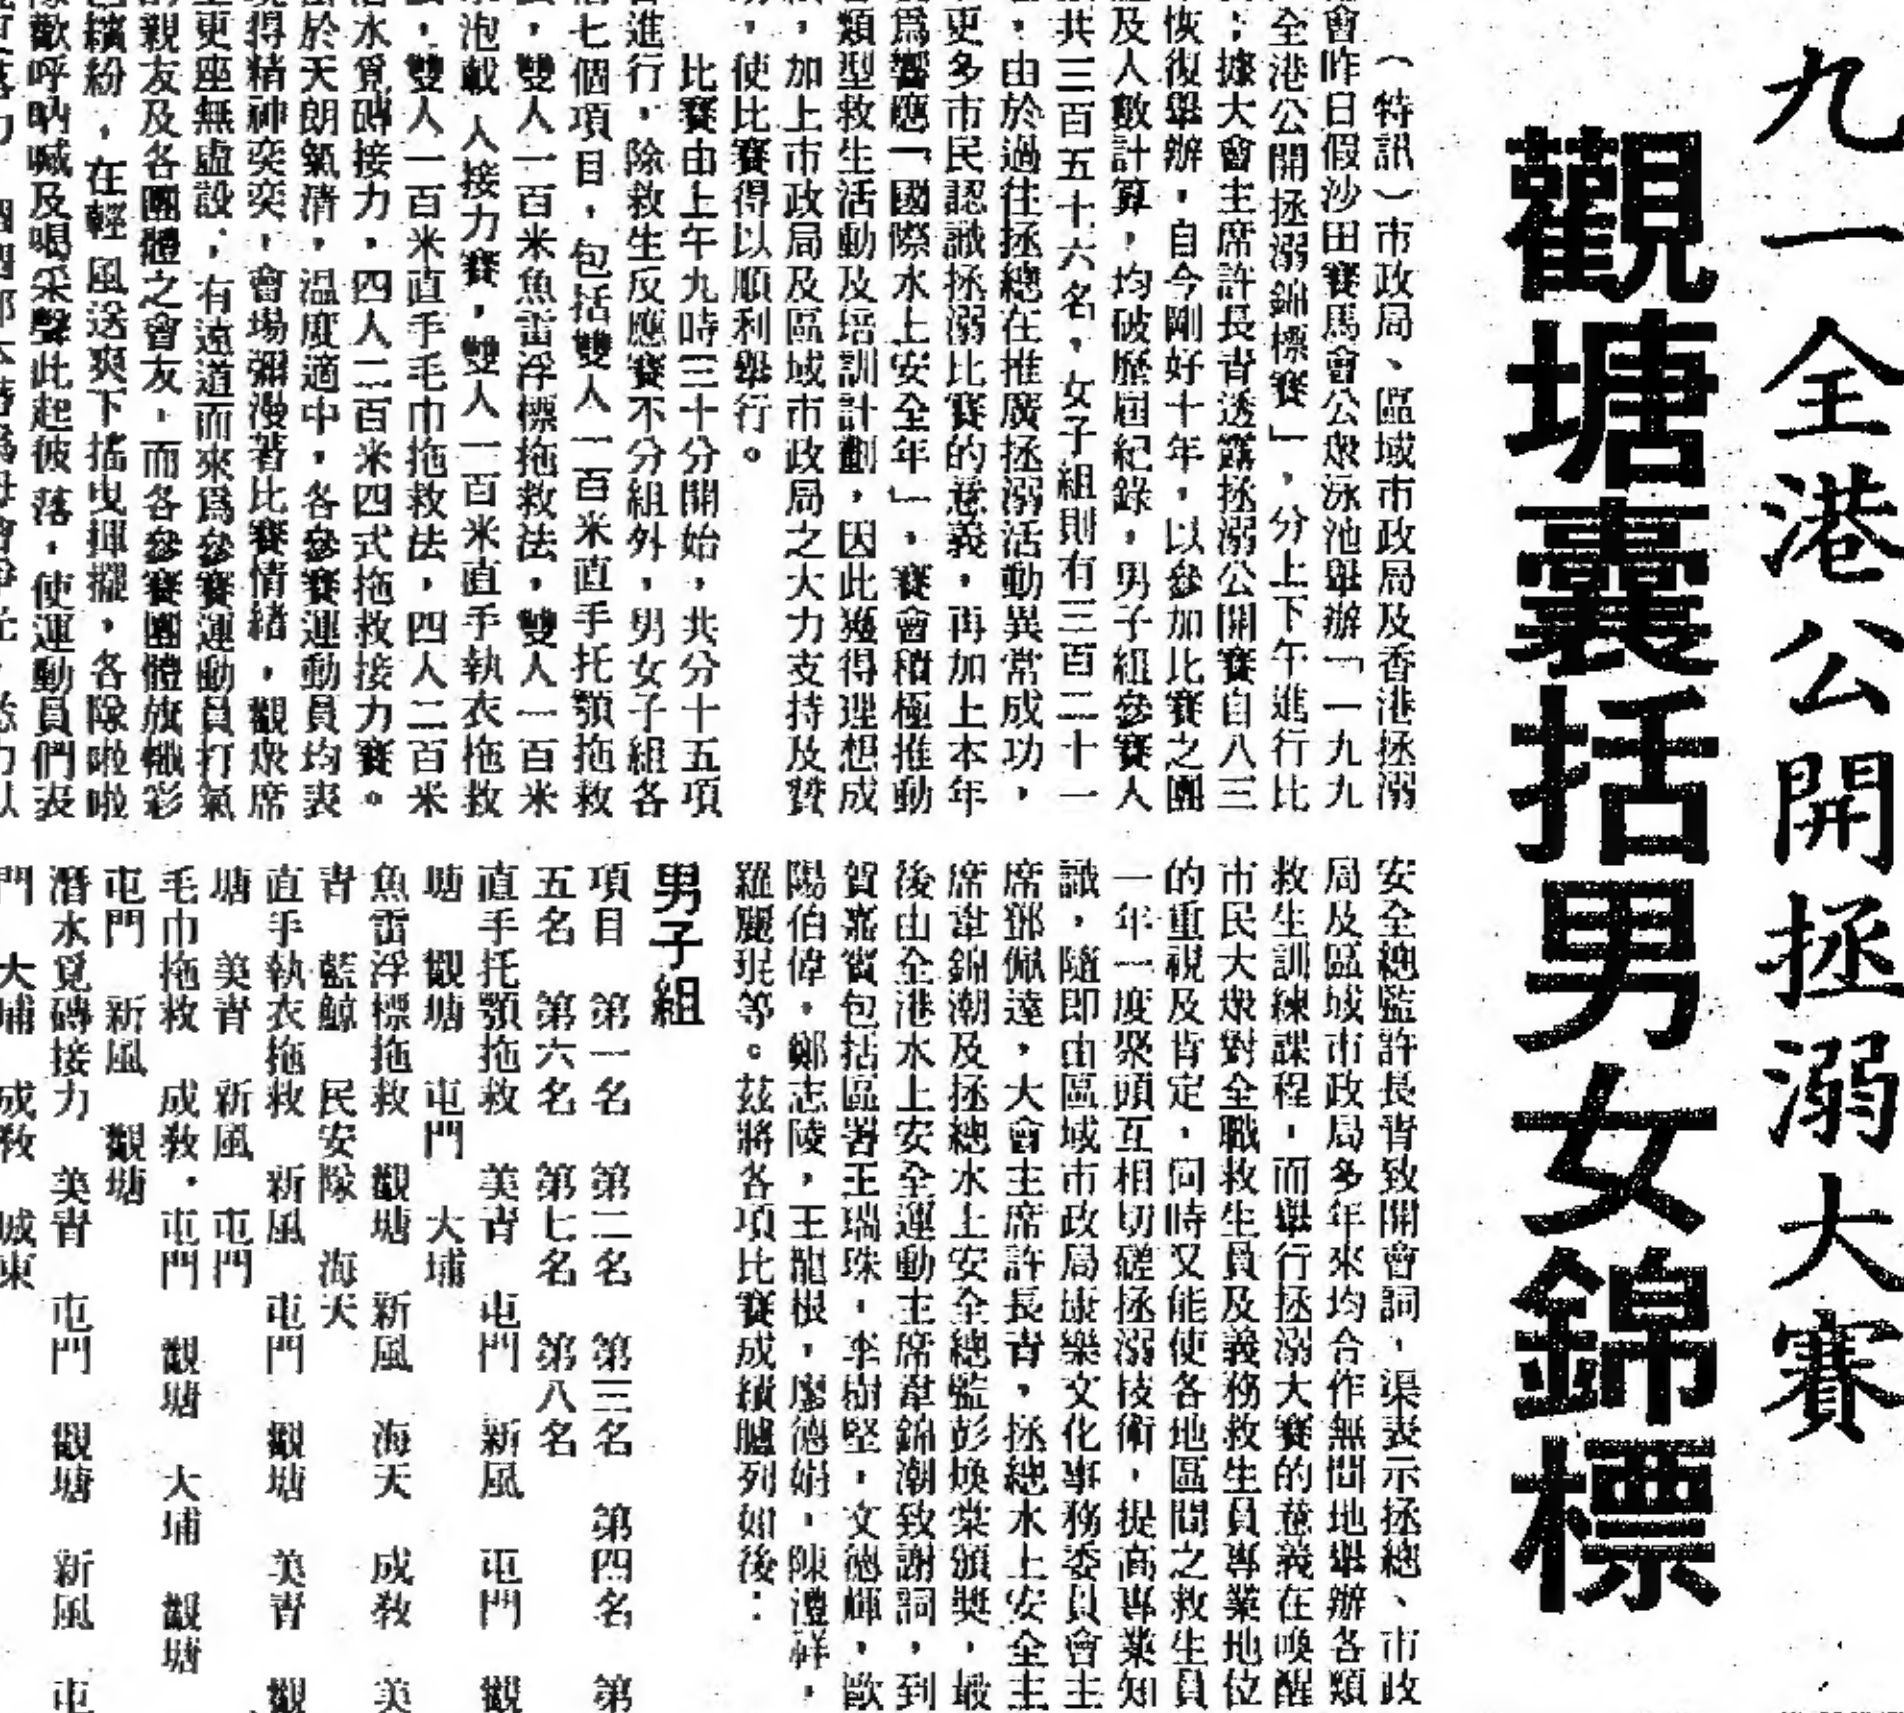 九一全港公開拯溺大賽
觀塘囊括男女錦標
（特訊）市政局、區域市政局及香港拯溺
會昨日假沙田賽馬會公衆泳池舉辦「一九九
全港公開拯溺錦標賽」，分上下午進行比
；據大會主席許長青透露拯溺公開賽自八三
恢復舉辦，自今剛好十年，以參加比賽之團
及人數計算，均破歷屆紀錄，男子組參賽人
共三百五十六名，女子組則有三百二十一
，由於過往拯總在推廣拯溺活動異常成功，
更多市民認識拯溺比賽的意義，再加上本年
爲響應「國際水上安全年」，賽會積極推動
類型救生活動及培訓計劃，因此獲得理想成
，加上市政局及區域市政局之大力支持及贊
，使比賽得以順利舉行。
比賽由上午九時三十分開始，共分十五項
進行，除救生反應賽不分組外，男女子組各
七個項目，包括雙人一百米直手托顎拖救
，雙人一百米魚雷浮標拖救法，雙人一百米
泡載人接力賽，雙人一百米直手執衣拖救
，雙人一百米直手毛巾拖救法，四人二百米
水覓磚接力，四人二百米四式拖救接力賽。
於天朗氣清，溫度適中，各參賽運動員均表
得精神奕奕，會場瀰漫著比賽情緒，觀衆席
更座無虛設，有遠道而來爲參賽運動員打氣
親友及各團體之會友，而各參賽團體旗幟彩
繽紛，在輕風送爽下搖曳揮擺，各隊啦啦
歡呼吶喊及喝采聲此起彼落，使運動員們表
安全總監許長青致開會詞，渠表示拯總、市政
局及區域市政局多年來均合作無間地舉辦各類
救生訓練課程，而舉行拯溺大賽的意義在喚醒
市民大衆對全職救生員及義務救生員專業地位
的重視及肯定，同時又能使各地區間之救生員
一年一度聚頭互相切磋拯溺技術，提高專業知
識，隨即由區域市政局康樂文化事務委員會主
席鄧佩達，大會主席許長青，拯總水上安全主
席韋錦潮及拯總水上安全總監彭煥棠頒獎，最
後由全港水上安全運動主席韋錦潮致謝詞，到
賀嘉賓包括區署王瑞珠，李樹堅，文德輝，歐
陽伯偉，鄭志陵，王龍根，廖德娟，陳澧祥，
羅麗琨等。茲將各項比賽成績臚列如後：
男子組
項目　第一名　第二名　第三名　第四名　第
五名　第六名　第七名　第八名
直手托顎拖救　美青　屯門　新風　屯門　觀
塘　觀塘　屯門　大埔
魚雷浮標拖救　觀塘　新風　海天　成教　美
青　藍鯨　民安隊　海天
直手執衣拖救　新風　屯門　觀塘　美青　觀
塘　美青　新風　屯門
毛巾拖救　成教．屯門　觀塘　大埔　觀塘
屯門　新風　觀塘
潛水覓磚接力　美青　屯門　觀塘　新風　屯
門　大埔　成教　城東